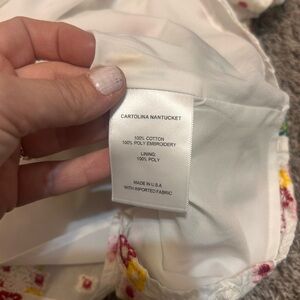 CARTOLINA NANTUCKET
100% COTTON
100% POLY EMBROIDERY
LINING:
100% POLY
MADE IN U.S.A
WITH IMPORTED FABRIC